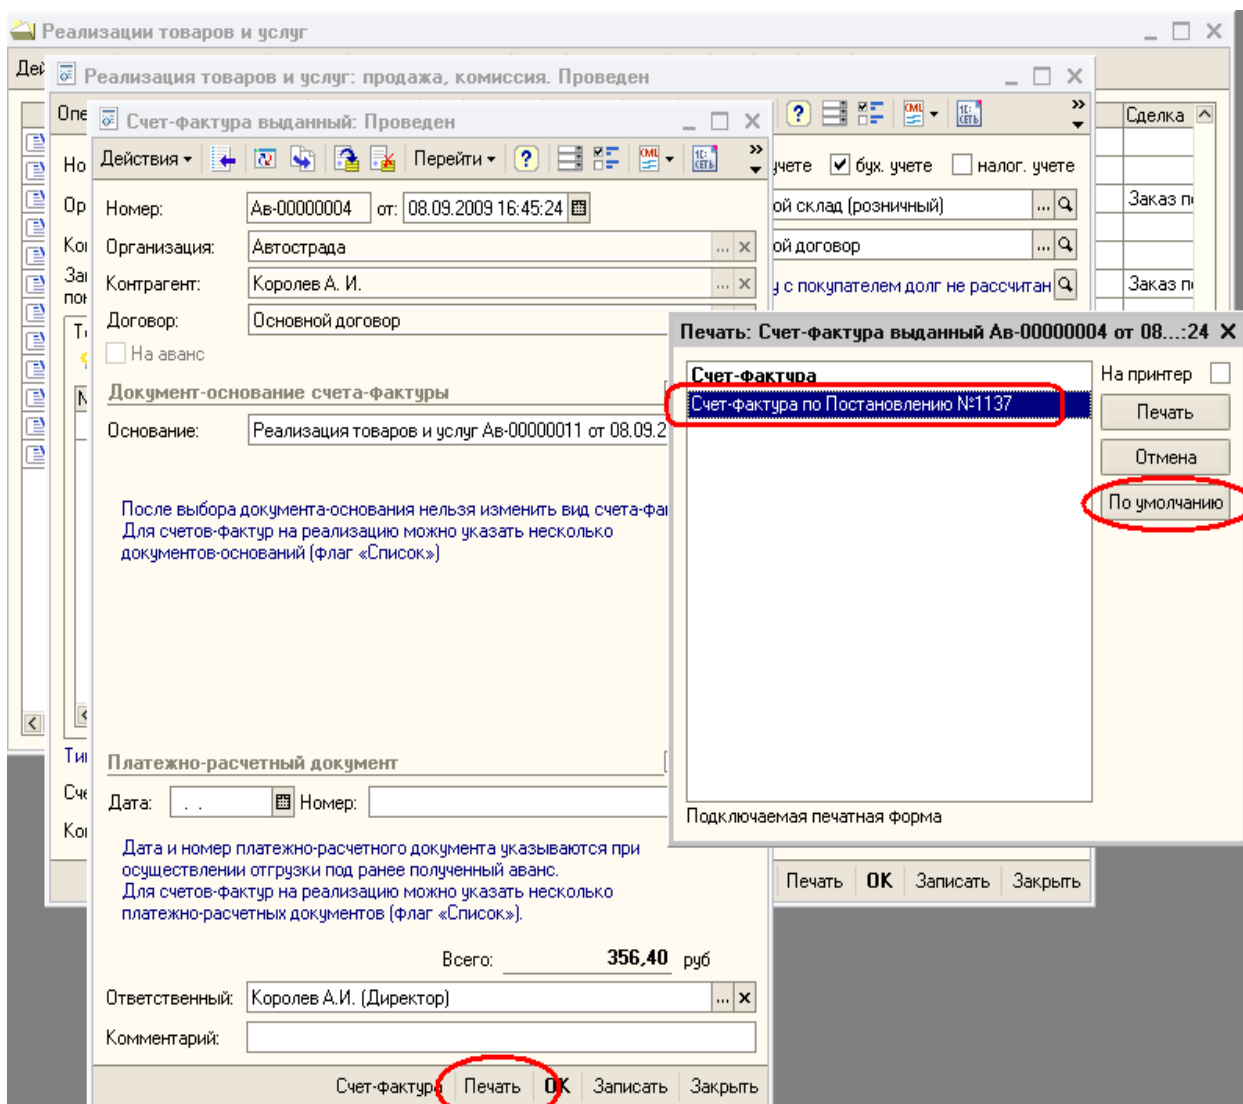 Реализации товаров и услуг
Реализация товаров и услуг: продажа, комиссия. Проведен
Счет-фактура выданный: Проведен
Действия
Перейти
Сделка
учете
бух. учете
налог. учете
Номер:
Ав-00000004
от:
08.09.2009 16:45:24
ой склад (розничный)
Заказ п
Организация:
Автострада
ой договор
Контрагент:
Королев А. И.
у с покупателем долг не рассчитан
Заказ п
Договор:
Основной договор
На аванс
Печать: Счет-фактура выданный Ав-00000004 от 08...:24
Счет-фактура
На принтер
Счет-фактура по Постановлению №1137
Печать
Отмена
По умолчанию
Документ-основание счета-фактуры
Основание:
Реализация товаров и услуг Ав-00000011 от 08.09.2
После выбора документа-основания нельзя изменить вид счета-фа
Для счетов-фактур на реализацию можно указать несколько
документов-оснований (флаг «Список»)
Подключаемая печатная форма
Платежно-расчетный документ
Дата:
. .
Номер:
Дата и номер платежно-расчетного документа указываются при
осуществлении отгрузки под ранее полученный аванс.
Для счетов-фактур на реализацию можно указать несколько
платежно-расчетных документов (флаг «Список»).
Печать
OK
Записать
Закрыть
Всего:
356,40
руб
Ответственный:
Королев А.И. (Директор)
Комментарий:
Счет-фактура
Печать
OK
Записать
Закрыть